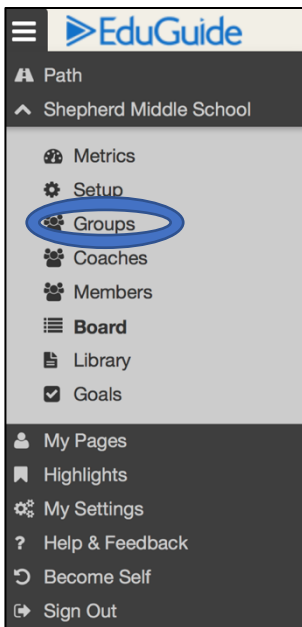 EduGuide
Path
Shepherd Middle School
Metrics
Setup
Groups
Coaches
Members
Board
Library
Goals
My Pages
Highlights
My Settings
? Help & Feedback
Become Self
Sign Out